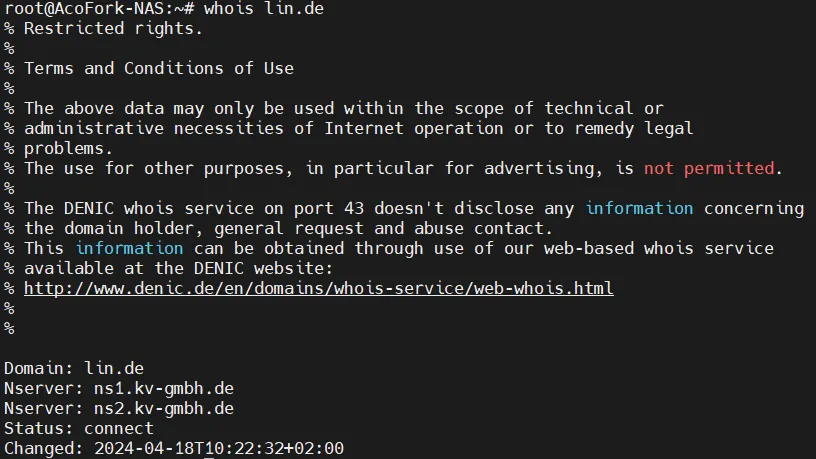 root@AcoFork-NAS:~# whois lin.de
% Restricted rights.
%
% Terms and Conditions of Use
%
% The above data may only be used within the scope of technical or
% administrative necessities of Internet operation or to remedy legal
% problems.
% The use for other purposes, in particular for advertising, is not permitted.
%
% The DENIC whois service on port 43 doesn't disclose any information concerning
% the domain holder, general request and abuse contact.
% This information can be obtained through use of our web-based whois service
% available at the DENIC website:
% http://www.denic.de/en/domains/whois-service/web-whois.html
%
%
Domain: lin.de
Nserver: ns1.kv-gmbh.de
Nserver: ns2.kv-gmbh.de
Status: connect
Changed: 2024-04-18T10:22:32+02:00